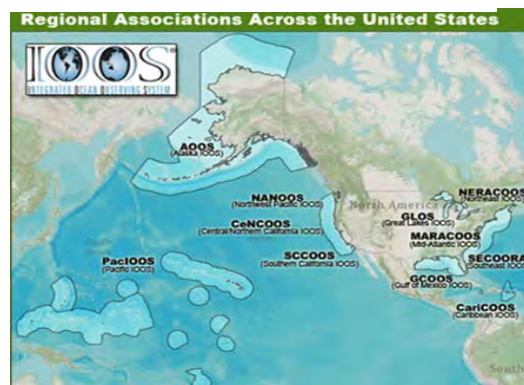 Regional Associations Across the United States
IOOS®
INTEGRATED OCEAN OBSERVING SYSTEM
AOOS
(Alaska IOOS)
NANOOS
(Northwest Pacific IOOS)
CeNCOOS
(Central/Northern California IOOS)
SCCOOS
(Southern California IOOS)
PacIOOS
(Pacific IOOS)
North America
NERACOOS
(Northeast IOOS)
GLOS
(Great Lakes IOOS)
MARACOOS
(Mid-Atlantic IOOS)
SECOORA
(Southeast IOOS)
GCOOS
(Gulf of Mexico IOOS)
CariCOOS
(Caribbean IOOS)
South